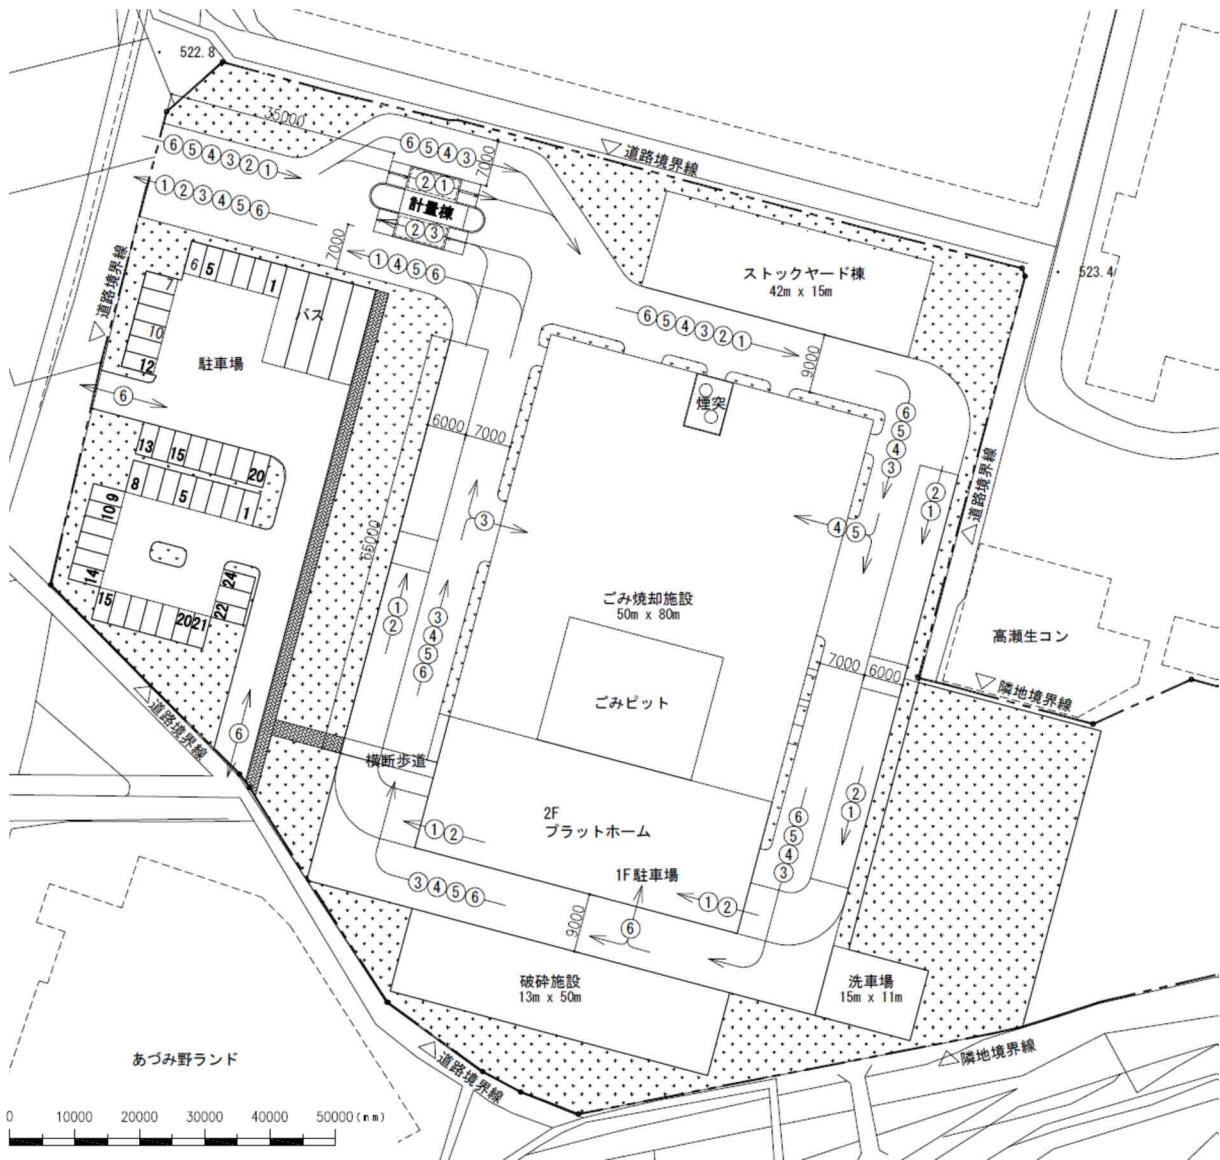 522.8
35000
⑥⑤④③②①
⑥⑤④③
7000
道路境界線
①②③④⑤⑥
②①
計量棟
②③
7000
①④⑤⑥
523.4
ストックヤード棟
42m x 15m
道路境界線
6 5 1
7
バス
10
駐車場
12
⑥⑤④③②①
9000
煙突
⑥
⑥
⑤
④
③
6000 7000
13 15 20
8 5 1
9
10
14
15 20 21
24
22
②
①
道路境界線
③
④⑤
65000
①
②
③
④
⑤
⑥
ごみ焼却施設
50m x 80m
高瀬生コン
7000 6000
隣地境界線
ごみピット
道路境界線
⑥
横断歩道
②
①
⑥
⑤
④
③
①②
2F
プラットホーム
1F駐車場
③④⑤⑥
①②
⑥
9000
破砕施設
13m x 50m
洗車場
15m x 11m
あづみ野ランド
道路境界線
隣地境界線
0 10000 20000 30000 40000 50000(mm)